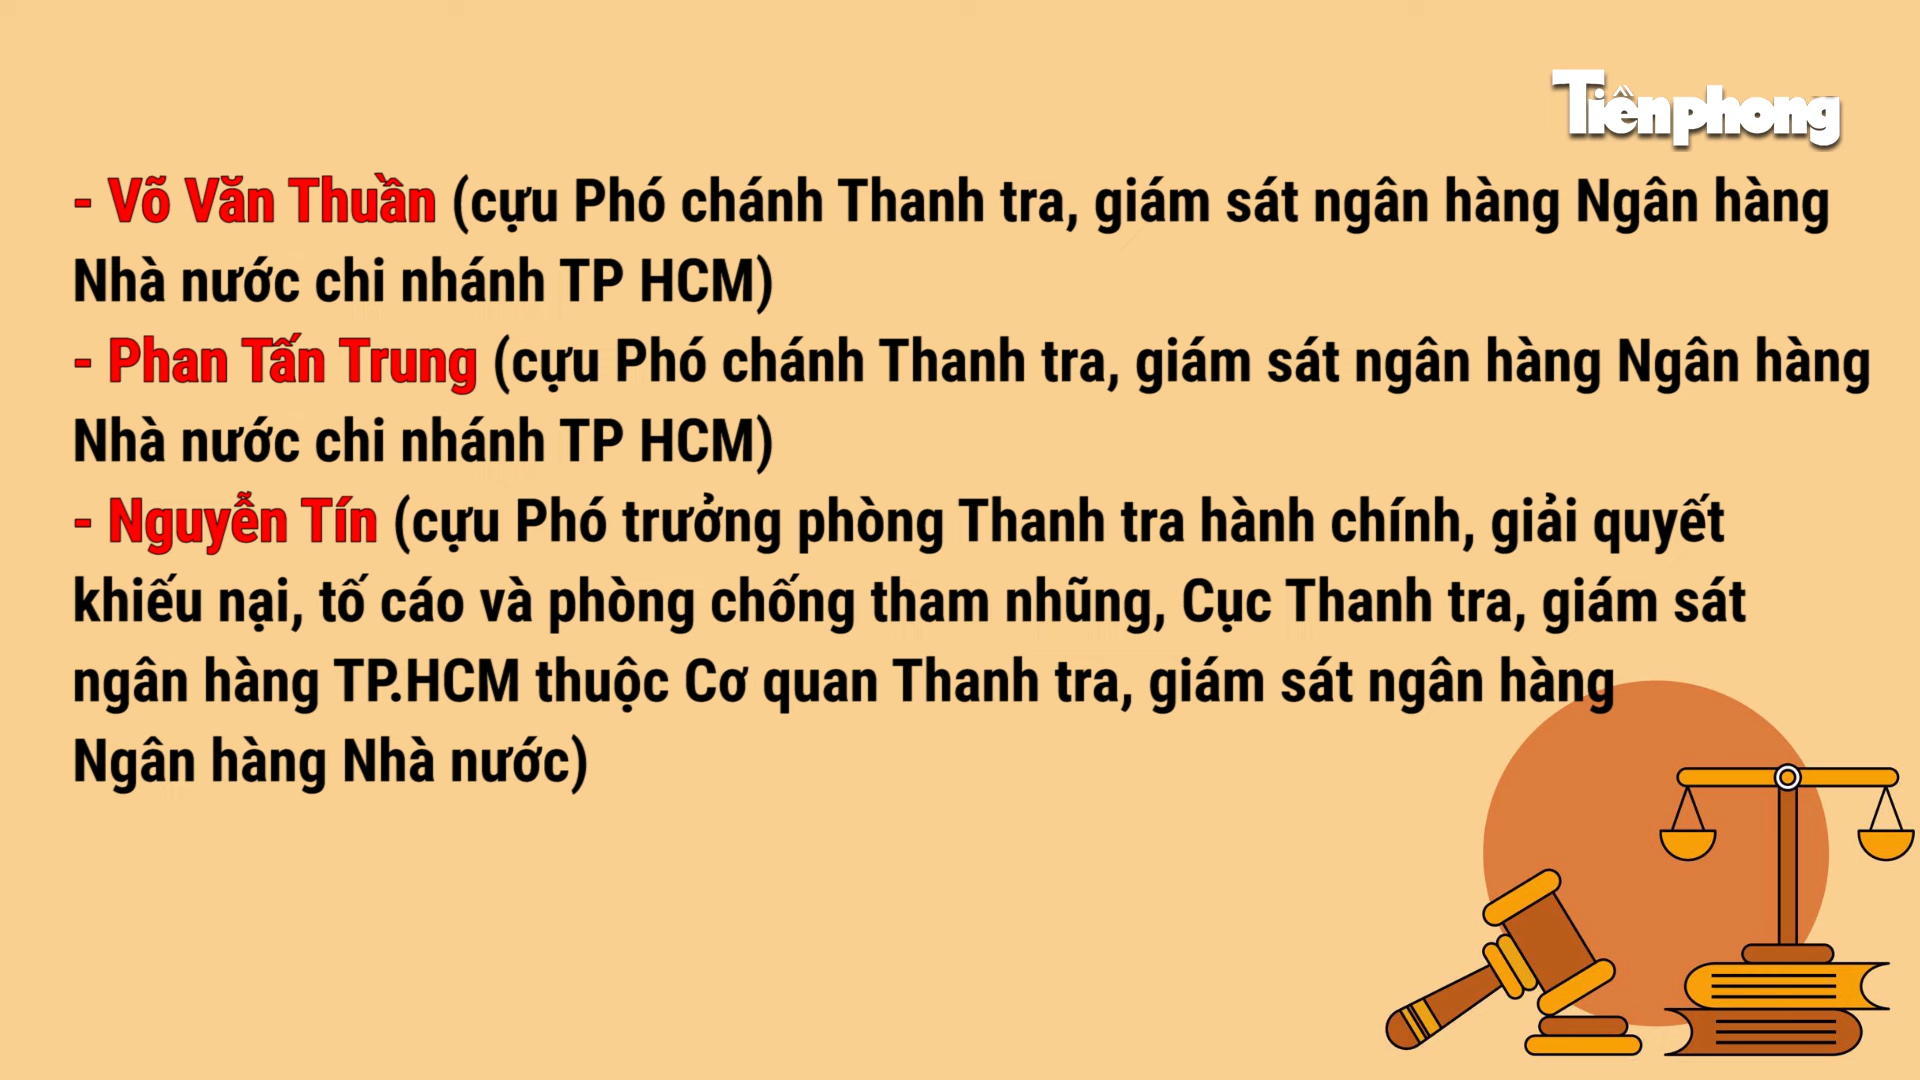 Tiềnphong
- Võ Văn Thuần (cựu Phó chánh Thanh tra, giám sát ngân hàng Ngân hàng
Nhà nước chi nhánh TP HCM)
- Phan Tấn Trung (cựu Phó chánh Thanh tra, giám sát ngân hàng Ngân hàng
Nhà nước chi nhánh TP HCM)
- Nguyễn Tín (cựu Phó trưởng phòng Thanh tra hành chính, giải quyết
khiếu nại, tố cáo và phòng chống tham nhũng, Cục Thanh tra, giám sát
ngân hàng TP.HCM thuộc Cơ quan Thanh tra, giám sát ngân hàng
Ngân hàng Nhà nước)